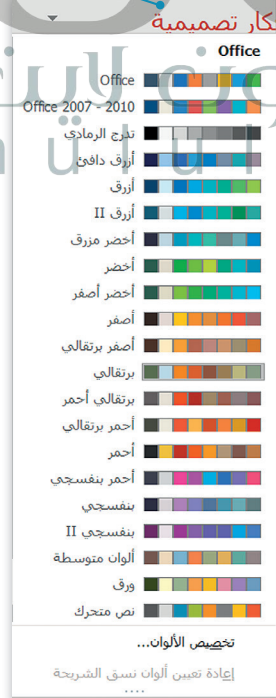 كار تصميمية
Office
Office
Office 2007 - 2010
تدرج الرمادي
أزرق دافئ
أزرق
أزرق II
أخضر مزرق
أخضر
أخضر أصفر
أصفر
أصفر برتقالي
برتقالي
برتقالي أحمر
أحمر برتقالي
أحمر
أحمر بنفسجي
بنفسجي
بنفسجي II
ألوان متوسطة
ورق
نص متحرك
تخصيص الألوان...
إعادة تعيين ألوان نسق الشريحة